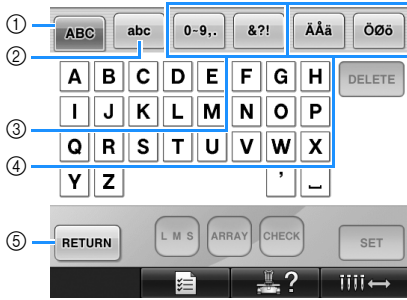 ① ABC abc 0~9,. &?! ÄÅä ÖØö
②
A B C D E F G H DELETE
I J K L M N O P
③
Q R S T U V W X
④
Y Z ' ⎵
⑤ RETURN L M S ARRAY CHECK SET
?